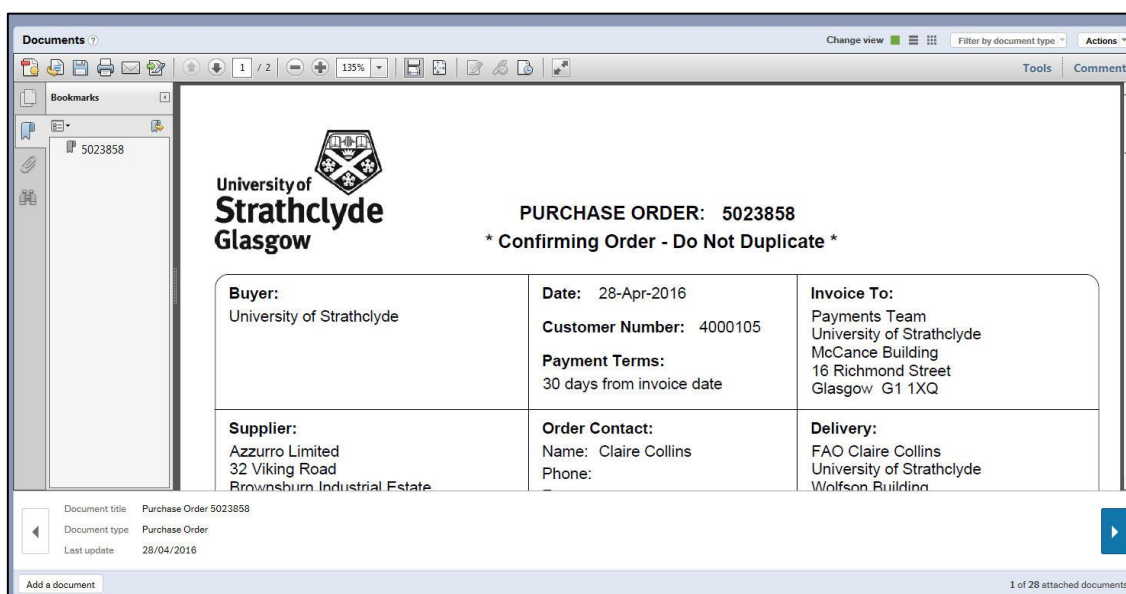 Documents ?
Change view Filter by document type Actions
1 / 2 135% Tools Comment
Bookmarks
5023858
University of
Strathclyde
Glasgow
PURCHASE ORDER: 5023858
* Confirming Order - Do Not Duplicate *
Buyer:
University of Strathclyde
Date: 28-Apr-2016
Customer Number: 4000105
Payment Terms:
30 days from invoice date
Invoice To:
Payments Team
University of Strathclyde
McCance Building
16 Richmond Street
Glasgow G1 1XQ
Supplier:
Azzurro Limited
32 Viking Road
Brownsburn Industrial Estate
Order Contact:
Name: Claire Collins
Phone:
Delivery:
FAO Claire Collins
University of Strathclyde
Wolfson Building
Document title Purchase Order 5023858
Document type Purchase Order
Last update 28/04/2016
Add a document
1 of 28 attached documents